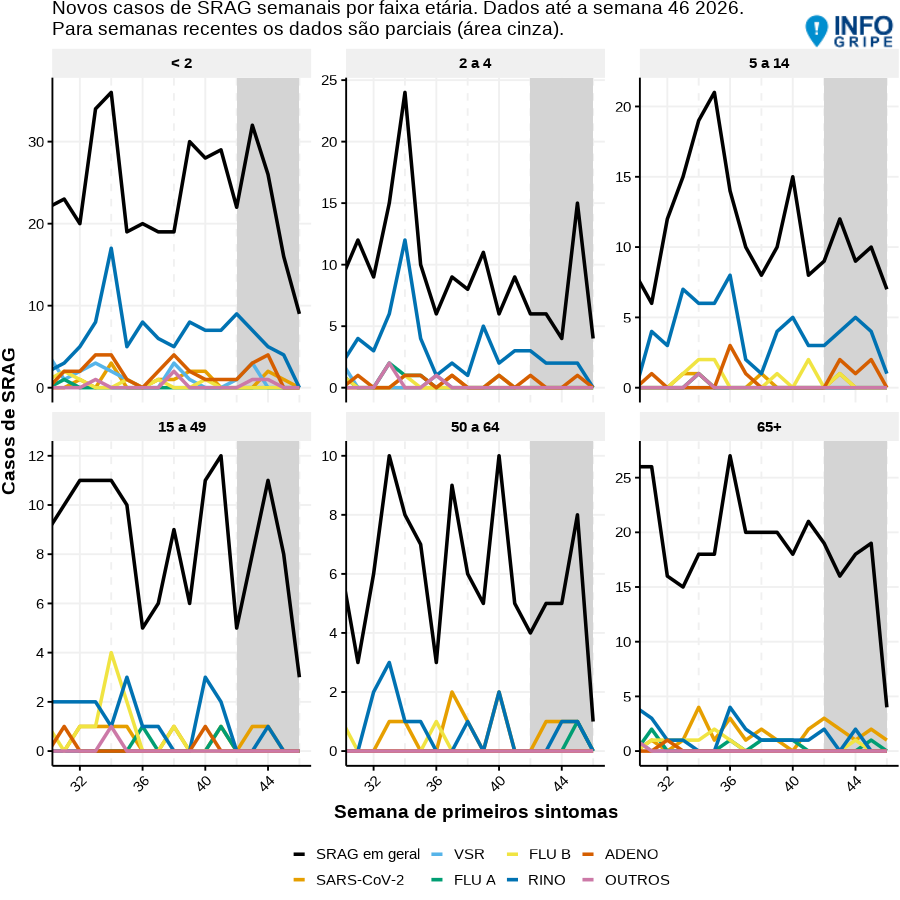 Novos casos de SRAG semanais por faixa etária. Dados até a semana 46 2026.
Para semanas recentes os dados são parciais (área cinza).
INFO
GRIPE
< 2
2 a 4
5 a 14
30
20
10
0
25
20
15
10
5
0
20
15
10
5
0
Casos de SRAG
15 a 49
50 a 64
65+
12
10
8
6
4
2
0
10
8
6
4
2
0
25
20
15
10
5
0
32 36 40 44
32 36 40 44
32 36 40 44
Semana de primeiros sintomas
SRAG em geral VSR FLU B ADENO
SARS-CoV-2 FLU A RINO OUTROS